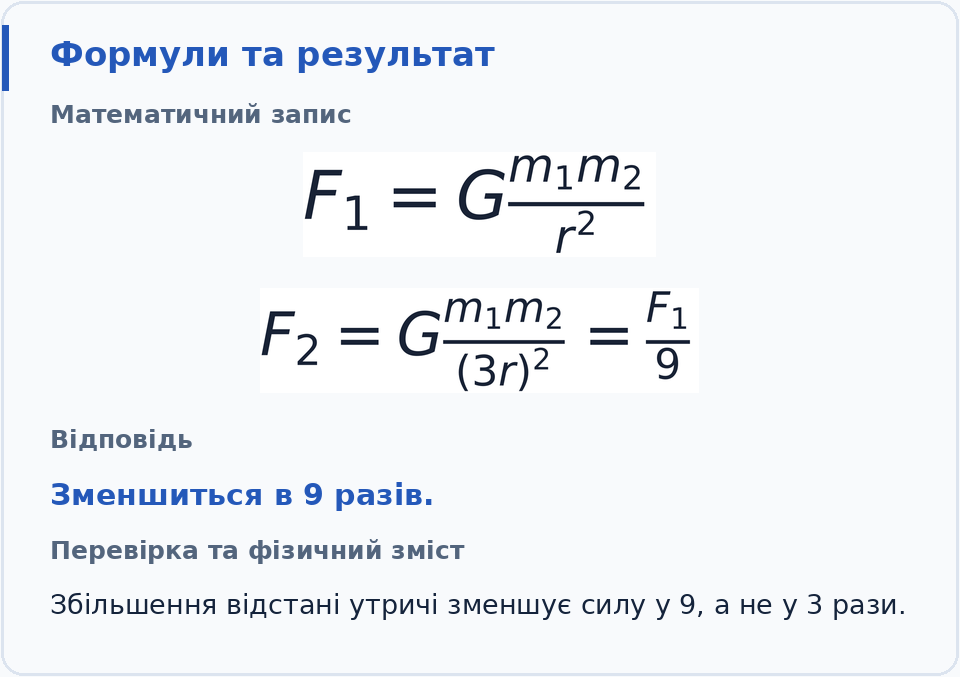 Формули та результат
Математичний запис
F₁ = G m₁m₂ / r²
F₂ = G m₁m₂ / (3r)² = F₁ / 9
Відповідь
Зменшиться в 9 разів.
Перевірка та фізичний зміст
Збільшення відстані утричі зменшує силу у 9, а не у 3 рази.